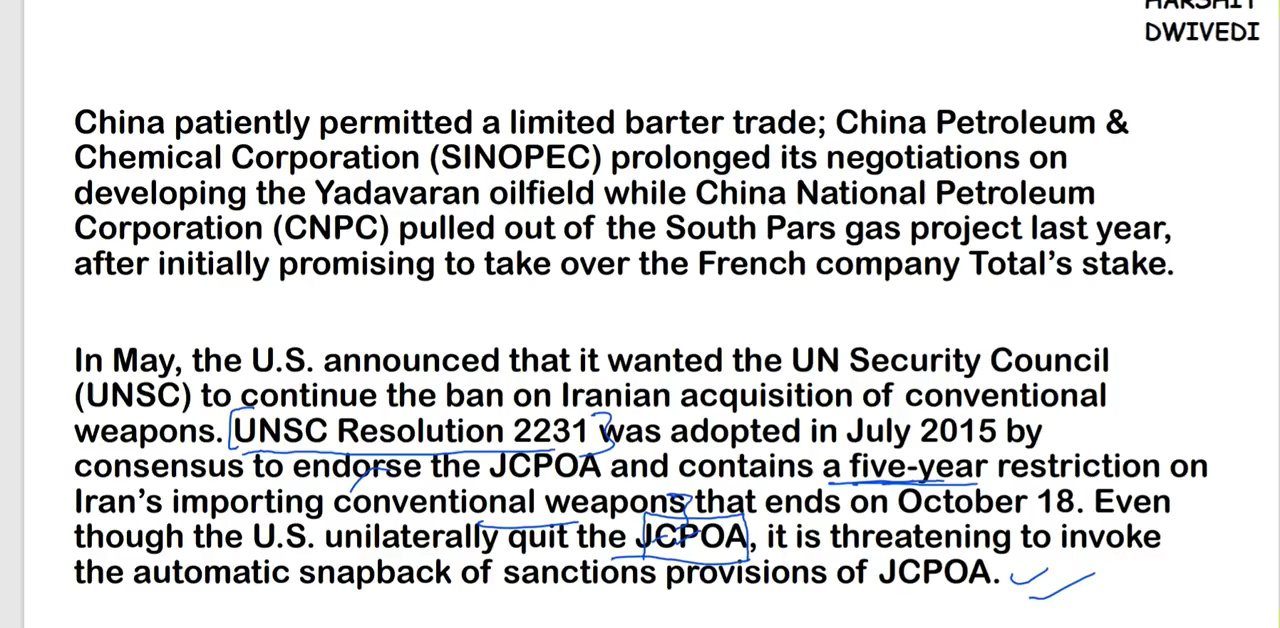 HARSHIT
DWIVEDI
China patiently permitted a limited barter trade; China Petroleum &
Chemical Corporation (SINOPEC) prolonged its negotiations on
developing the Yadavaran oilfield while China National Petroleum
Corporation (CNPC) pulled out of the South Pars gas project last year,
after initially promising to take over the French company Total's stake.
In May, the U.S. announced that it wanted the UN Security Council
(UNSC) to continue the ban on Iranian acquisition of conventional
weapons. UNSC Resolution 2231 was adopted in July 2015 by
consensus to endorse the JCPOA and contains a five-year restriction on
Iran's importing conventional weapons that ends on October 18. Even
though the U.S. unilaterally quit the JCPOA, it is threatening to invoke
the automatic snapback of sanctions provisions of JCPOA.